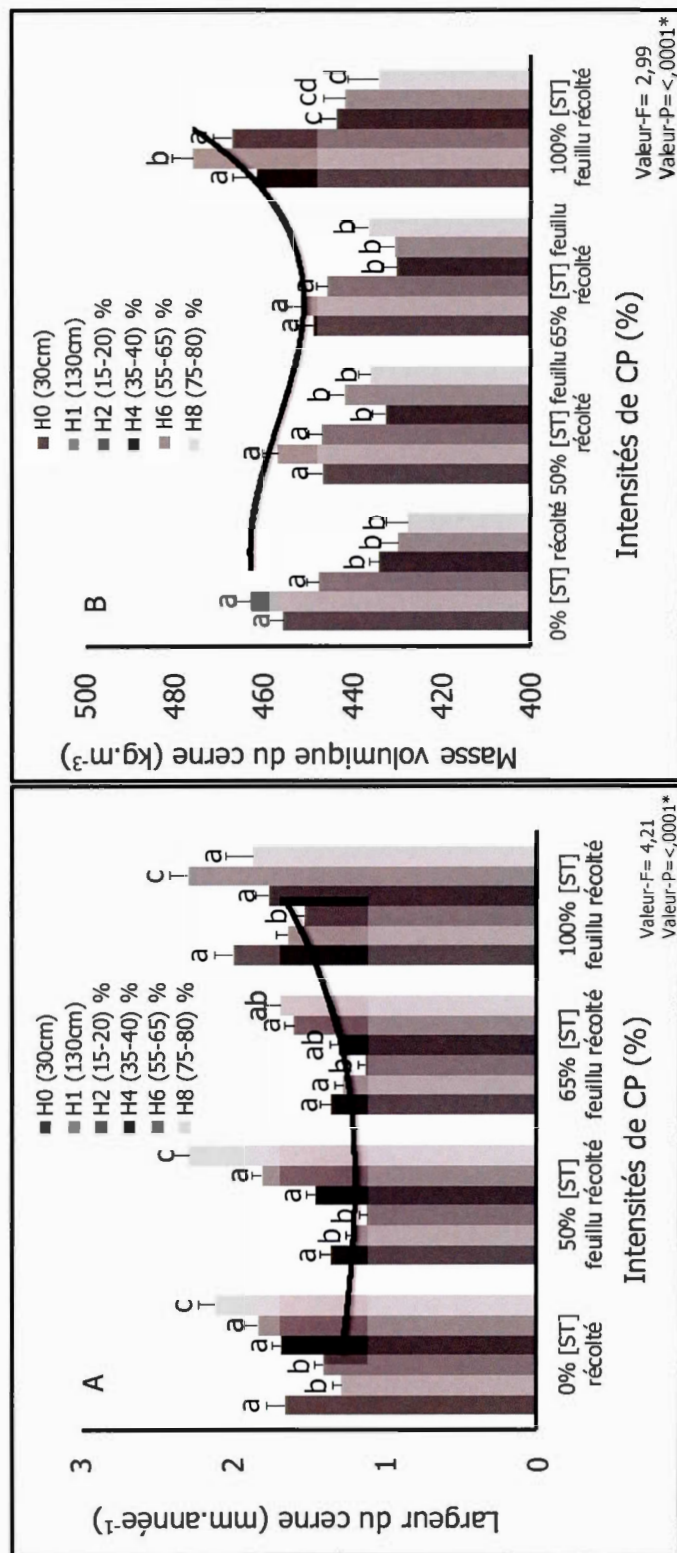 A
Largeur du cerne (mm.année⁻¹)
3
2
1
0
H0 (30cm)
H1 (130cm)
H2 (15-20) %
H4 (35-40) %
H6 (55-65) %
H8 (75-80) %
a b b a a c
a b b a a c
a a b ab a ab
a b a c a
0% [ST] récolté
50% [ST] feuillu récolté
65% [ST] feuillu récolté
100% [ST] feuillu récolté
Intensités de CP (%)
Valeur-F= 4,21
Valeur-P=<,0001*
B
Masse volumique du cerne (kg.m⁻³)
500
480
460
440
420
400
H0 (30cm)
H1 (130cm)
H2 (15-20) %
H4 (35-40) %
H6 (55-65) %
H8 (75-80) %
a a a b b b
a a a b b b
a a a b b b
a b a c cd d
0% [ST] récolté
50% [ST] feuillu récolté
65% [ST] feuillu récolté
100% [ST] feuillu récolté
Intensités de CP (%)
Valeur-F= 2,99
Valeur-P=<,0001*